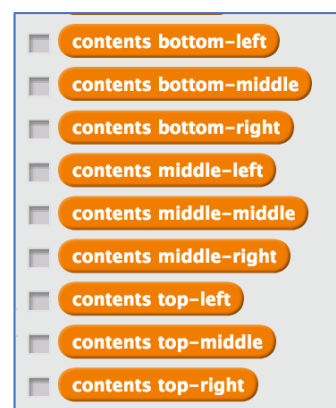 contents bottom-left
contents bottom-middle
contents bottom-right
contents middle-left
contents middle-middle
contents middle-right
contents top-left
contents top-middle
contents top-right